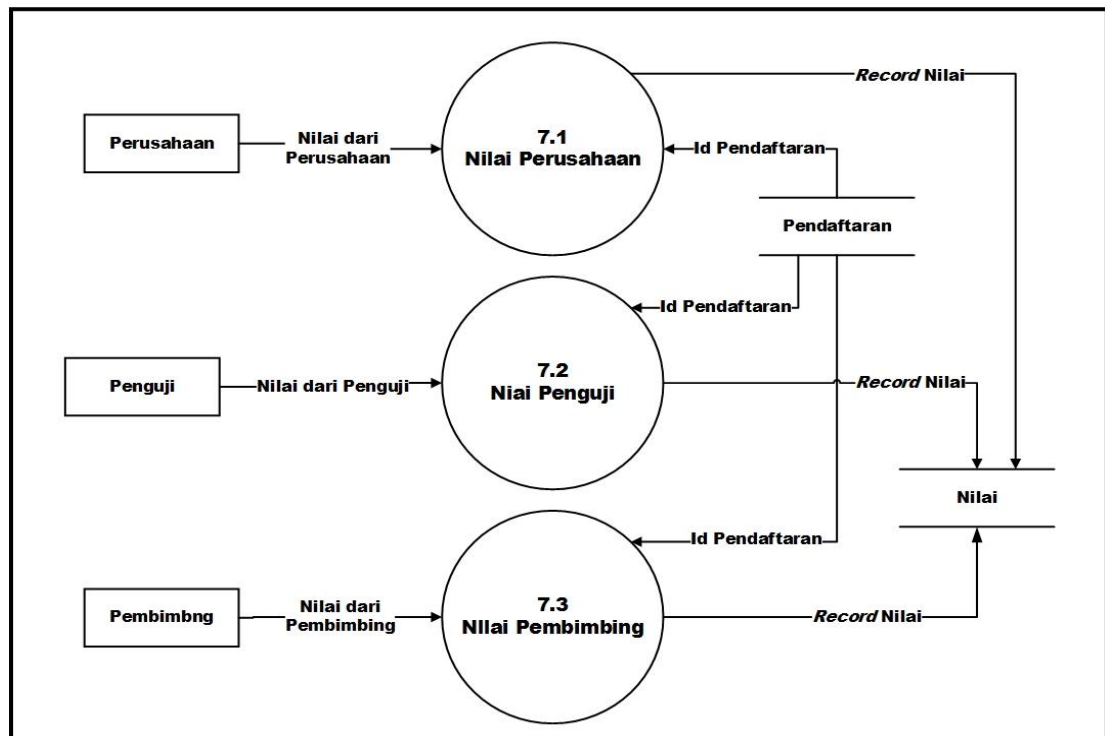 Record Nilai
Perusahaan
Nilai dari
Perusahaan
7.1
Nilai Perusahaan
Id Pendaftaran
Pendaftaran
Id Pendaftaran
Penguji
Nilai dari Penguji
7.2
Niai Penguji
Record Nilai
Nilai
Id Pendaftaran
Pembimbng
Nilai dari
Pembimbing
7.3
NIlai Pembimbing
Record Nilai